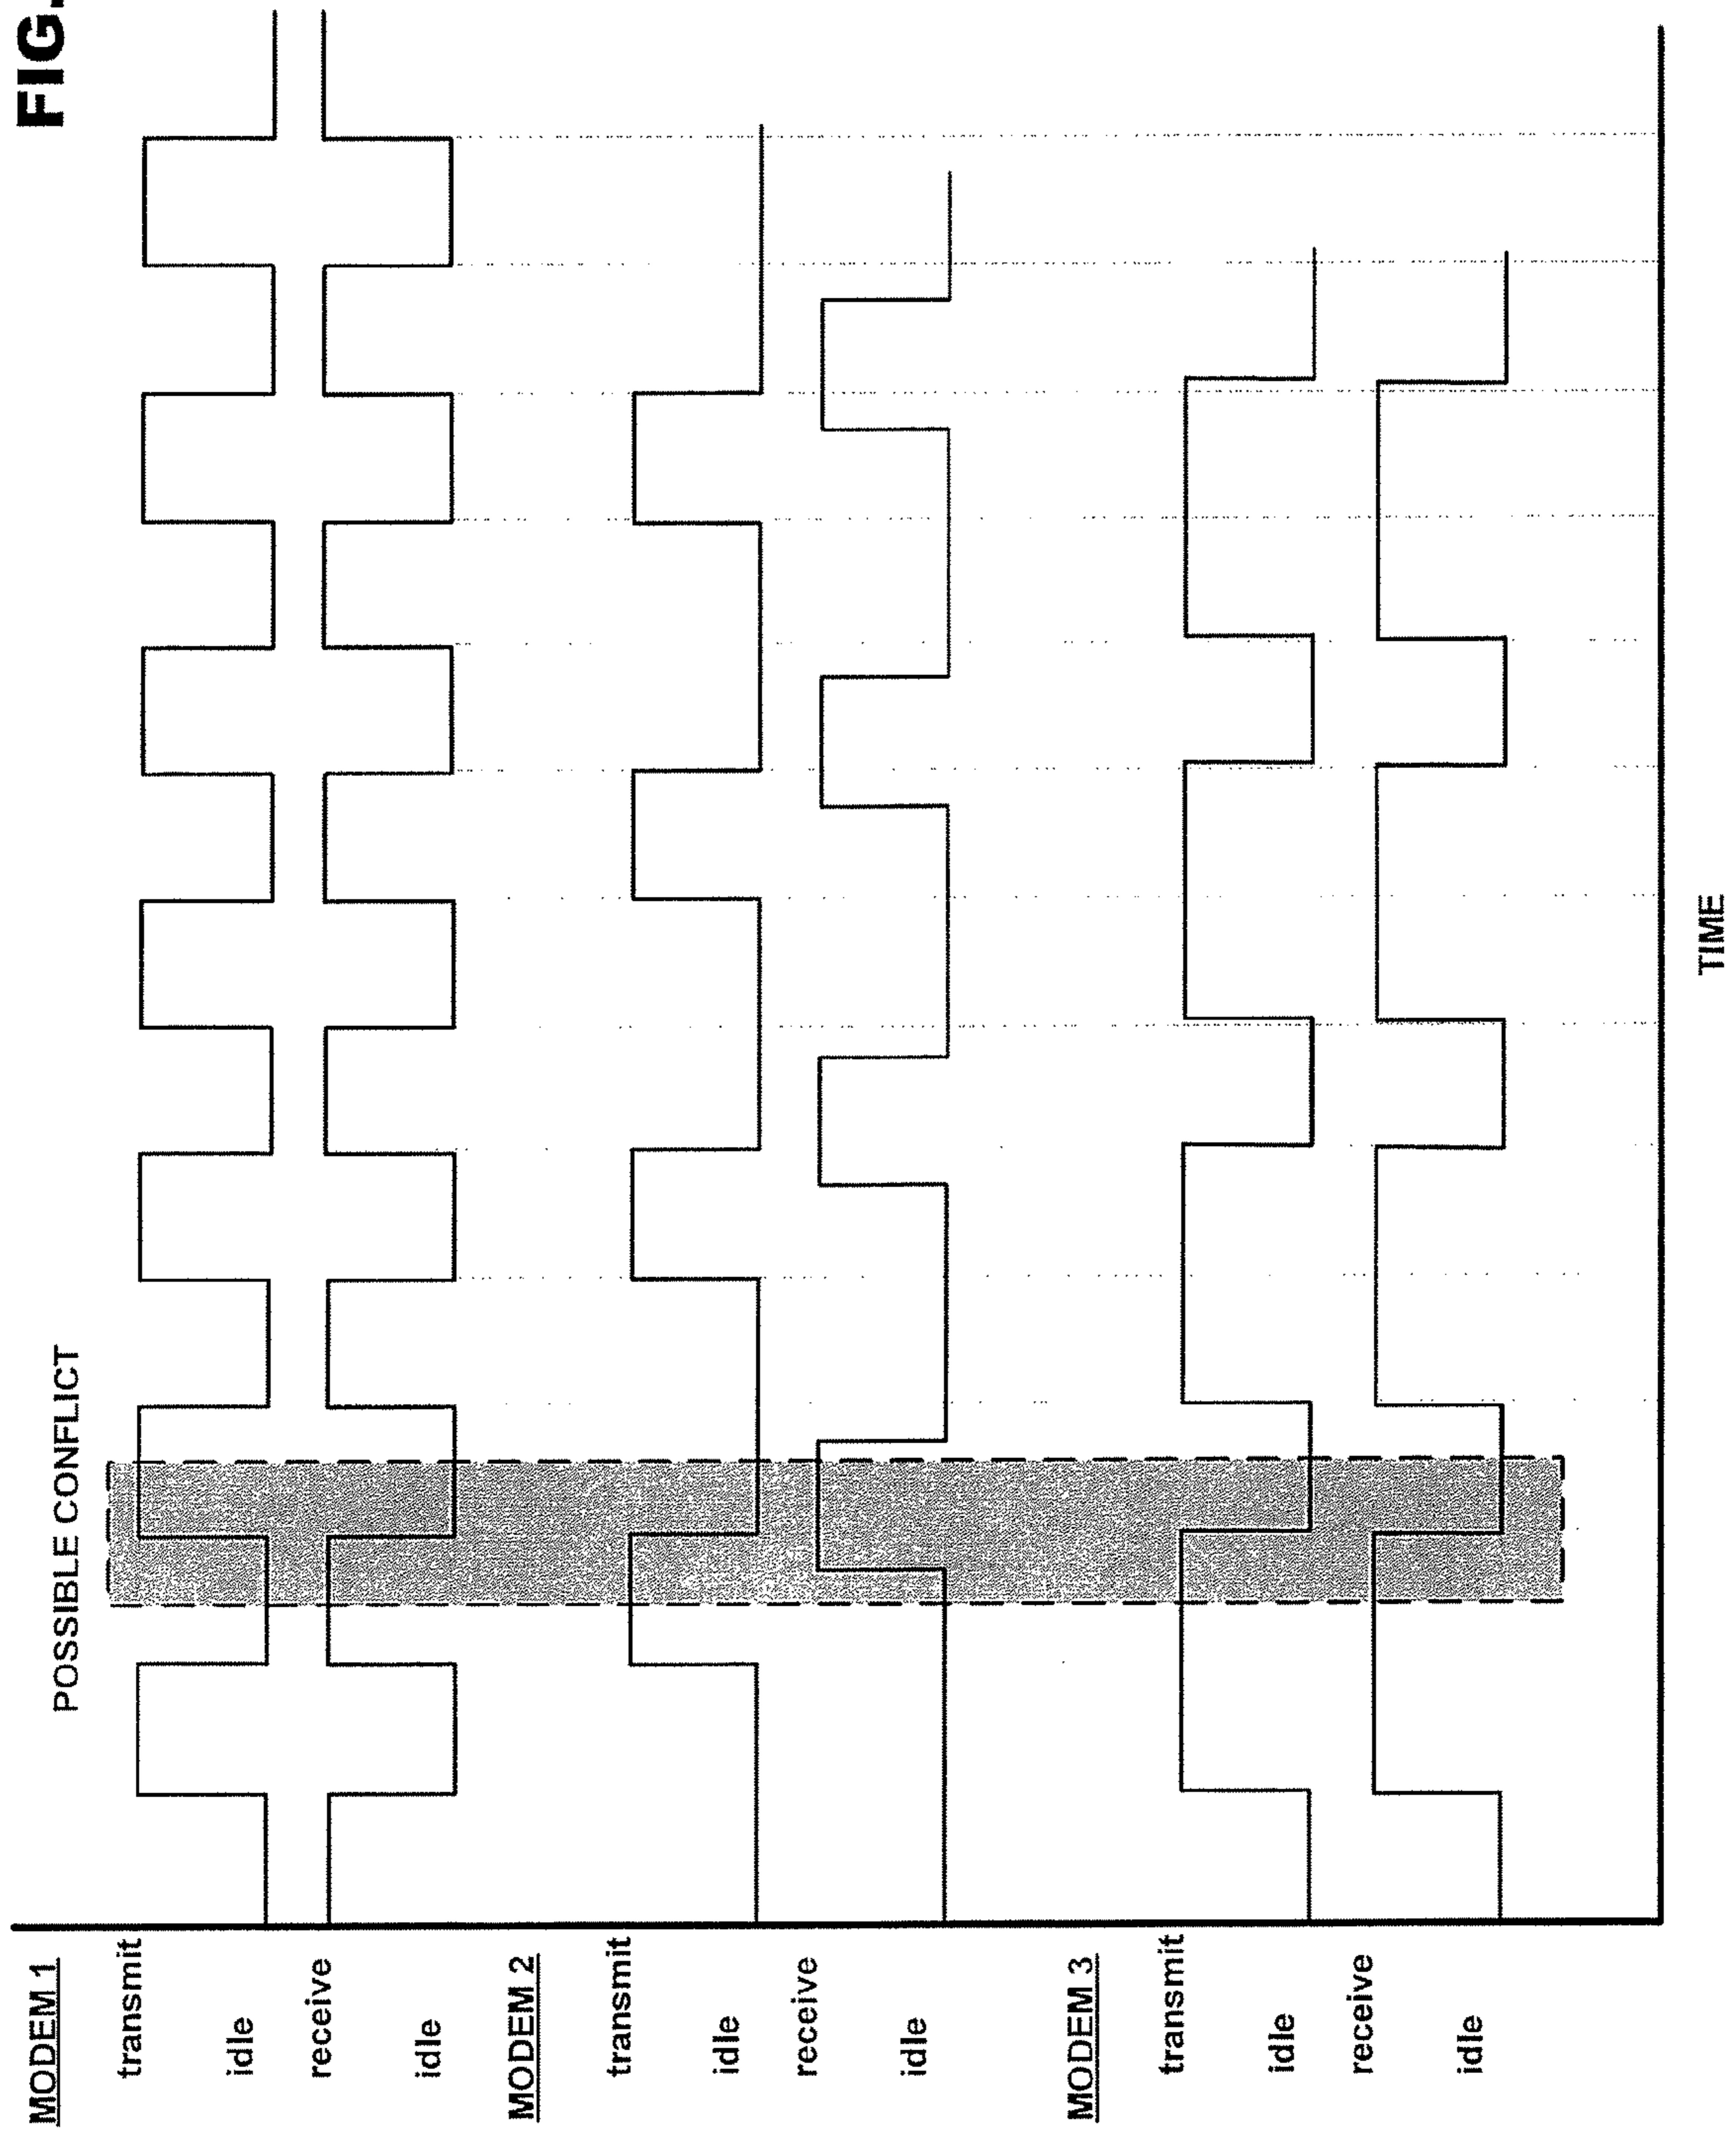 FIG.
POSSIBLE CONFLICT
MODEM 1
transmit
idle
receive
idle
MODEM 2
transmit
idle
receive
idle
MODEM 3
transmit
idle
receive
idle
TIME